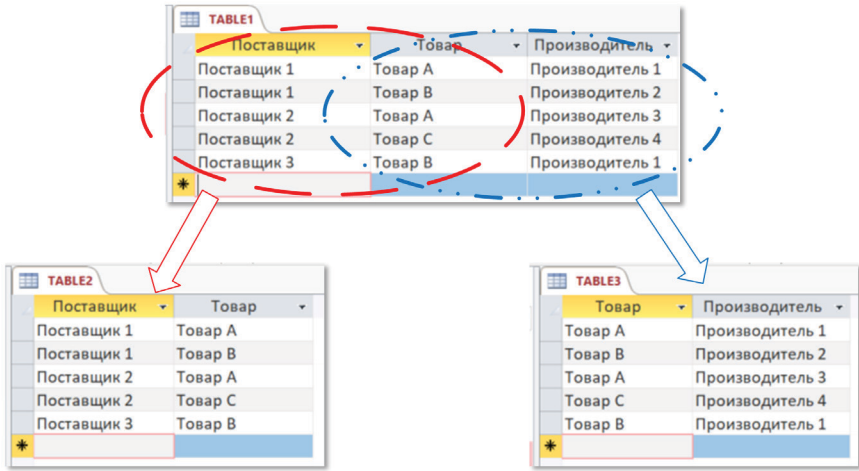 TABLE1
Поставщик Товар Производитель
Поставщик 1 Товар A Производитель 1
Поставщик 1 Товар B Производитель 2
Поставщик 2 Товар A Производитель 3
Поставщик 2 Товар C Производитель 4
Поставщик 3 Товар B Производитель 1
TABLE2
Поставщик Товар
Поставщик 1 Товар A
Поставщик 1 Товар B
Поставщик 2 Товар A
Поставщик 2 Товар C
Поставщик 3 Товар B
TABLE3
Товар Производитель
Товар A Производитель 1
Товар B Производитель 2
Товар A Производитель 3
Товар C Производитель 4
Товар B Производитель 1